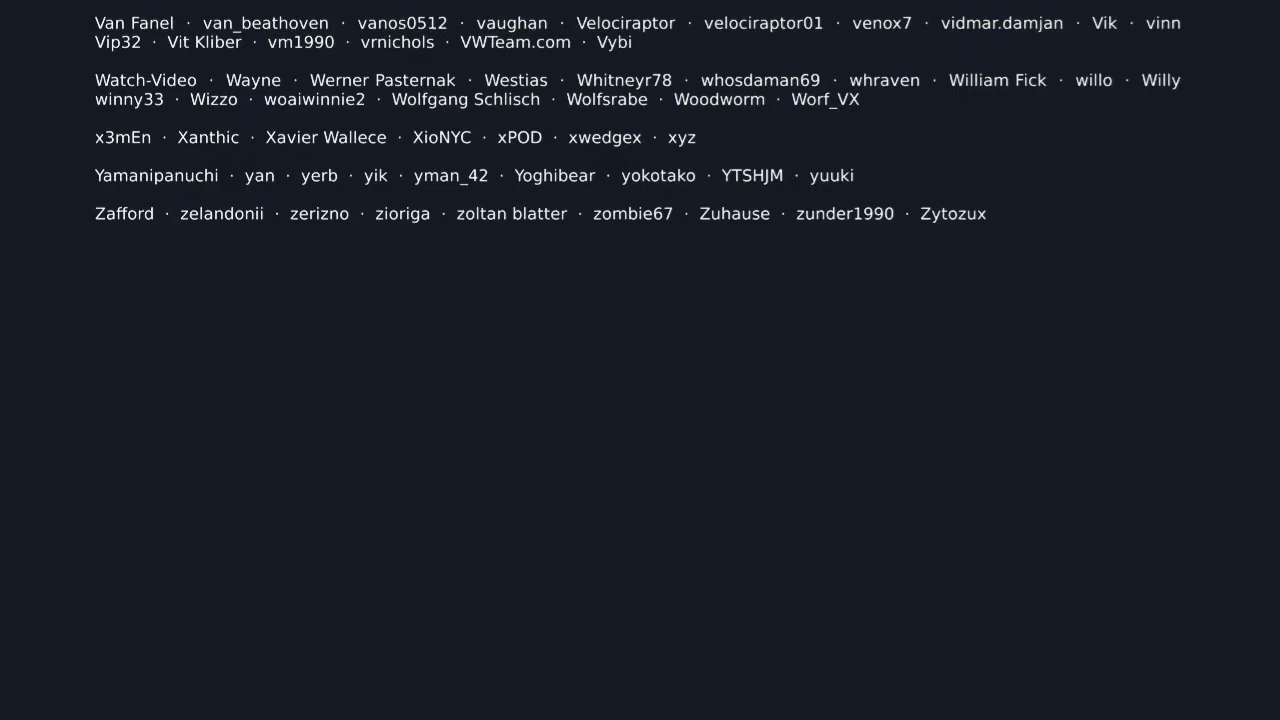 Van Fanel · van_beathoven · vanos0512 · vaughan · Velociraptor · velociraptor01 · venox7 · vidmar.damjan · Vik · vinn
Vip32 · Vit Kliber · vm1990 · vrnichols · VWTeam.com · Vybi
Watch-Video · Wayne · Werner Pasternak · Westias · Whitneyr78 · whosdaman69 · whraven · William Fick · willo · Willy
winny33 · Wizzo · woaiwinnie2 · Wolfgang Schlisch · Wolfsrabe · Woodworm · Worf_VX
x3mEn · Xanthic · Xavier Wallece · XioNYC · xPOD · xwedgex · xyz
Yamanipanuchi · yan · yerb · yik · yman_42 · Yoghibear · yokotako · YTSHJM · yuuki
Zafford · zelandonii · zerizno · zioriga · zoltan blatter · zombie67 · Zuhause · zunder1990 · Zytozux